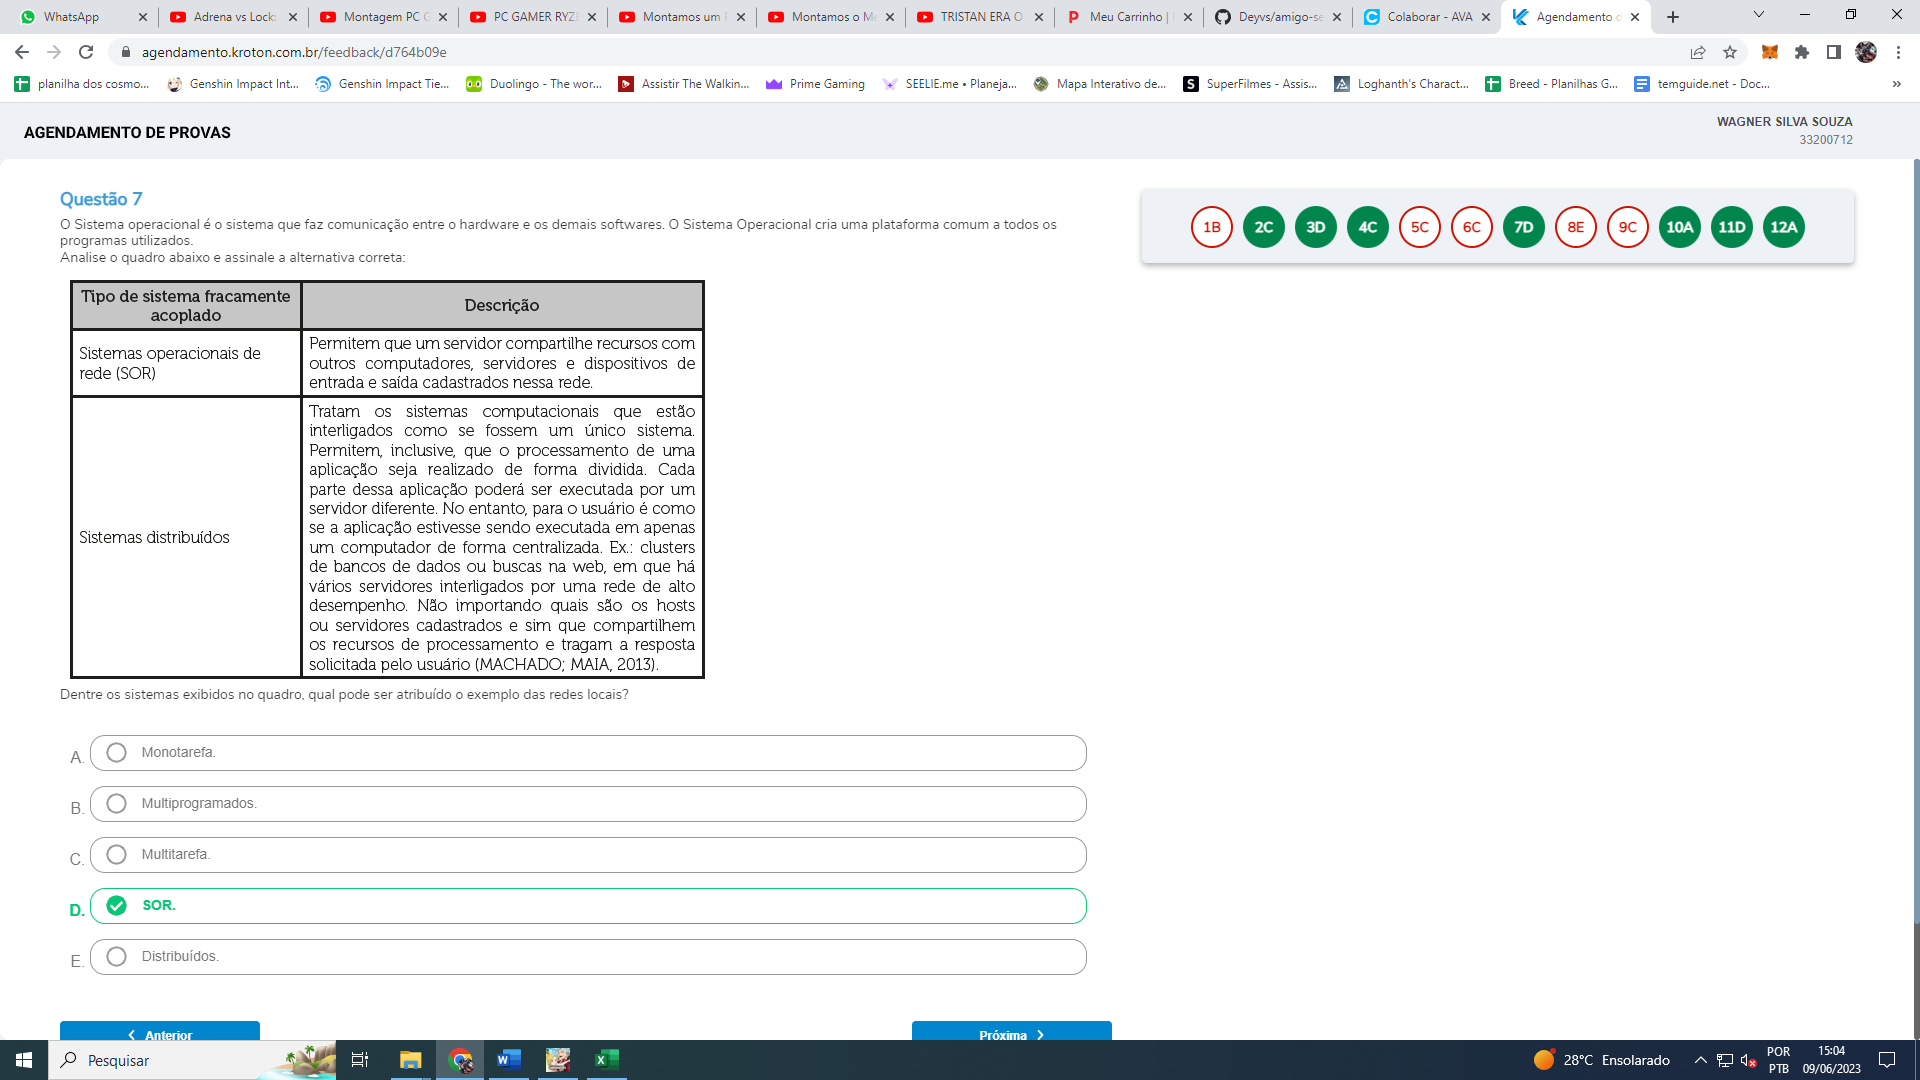 WhatsApp
Adrena vs Lock
Montagem PC G
PC GAMER RYZE
Montamos um
Montamos o Me
TRISTAN ERA O
Meu Carrinho |
Deyvs/amigo-se
Colaborar - AVA
Agendamento d
agendamento.kroton.com.br/feedback/d764b09e
planilha dos cosmo...
Genshin Impact Int...
Genshin Impact Tie...
Duolingo - The wor...
Assistir The Walkin...
Prime Gaming
SEELIE.me • Planeja...
Mapa Interativo de...
SuperFilmes - Assis...
Loghanth's Charact...
Breed - Planilhas G...
temguide.net - Doc...
AGENDAMENTO DE PROVAS
WAGNER SILVA SOUZA
33200712
Questão 7
O Sistema operacional é o sistema que faz comunicação entre o hardware e os demais softwares. O Sistema Operacional cria uma plataforma comum a todos os
programas utilizados.
Analise o quadro abaixo e assinale a alternativa correta:
1B 2C 3D 4C 5C 6C 7D 8E 9C 10A 11D 12A
Tipo de sistema fracamente
acoplado
Descrição
Sistemas operacionais de
rede (SOR)
Permitem que um servidor compartilhe recursos com
outros computadores, servidores e dispositivos de
entrada e saída cadastrados nessa rede.
Sistemas distribuídos
Tratam os sistemas computacionais que estão
interligados como se fossem um único sistema.
Permitem, inclusive, que o processamento de uma
aplicação seja realizado de forma dividida. Cada
parte dessa aplicação poderá ser executada por um
servidor diferente. No entanto, para o usuário é como
se a aplicação estivesse sendo executada em apenas
um computador de forma centralizada. Ex.: clusters
de bancos de dados ou buscas na web, em que há
vários servidores interligados por uma rede de alto
desempenho. Não importando quais são os hosts
ou servidores cadastrados e sim que compartilhem
os recursos de processamento e tragam a resposta
solicitada pelo usuário (MACHADO; MAIA, 2013).
Dentre os sistemas exibidos no quadro, qual pode ser atribuído o exemplo das redes locais?
A. Monotarefa.
B. Multiprogramados.
C. Multitarefa.
D. SOR.
E. Distribuídos.
Anterior
Próxima
Pesquisar
28°C Ensolarado
POR
PTB
15:04
09/06/2023